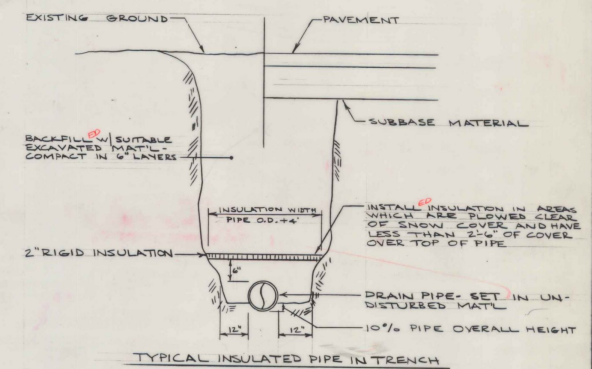 EXISTING GROUND
PAVEMENT
SUBBASE MATERIAL
BACKFILL ED W/ SUITABLE
EXCAVATED MAT'L -
COMPACT IN 6" LAYERS
INSULATION WIDTH
PIPE O.D. + 4'
INSTALL ED INSULATION IN AREAS
WHICH ARE PLOWED CLEAR
OF SNOW COVER AND HAVE
LESS THAN 2'-6" OF COVER
OVER TOP OF PIPE
2" RIGID INSULATION
6"
DRAIN PIPE - SET IN UN-
DISTURBED MAT'L
10% PIPE OVERALL HEIGHT
12"
12"
TYPICAL INSULATED PIPE IN TRENCH